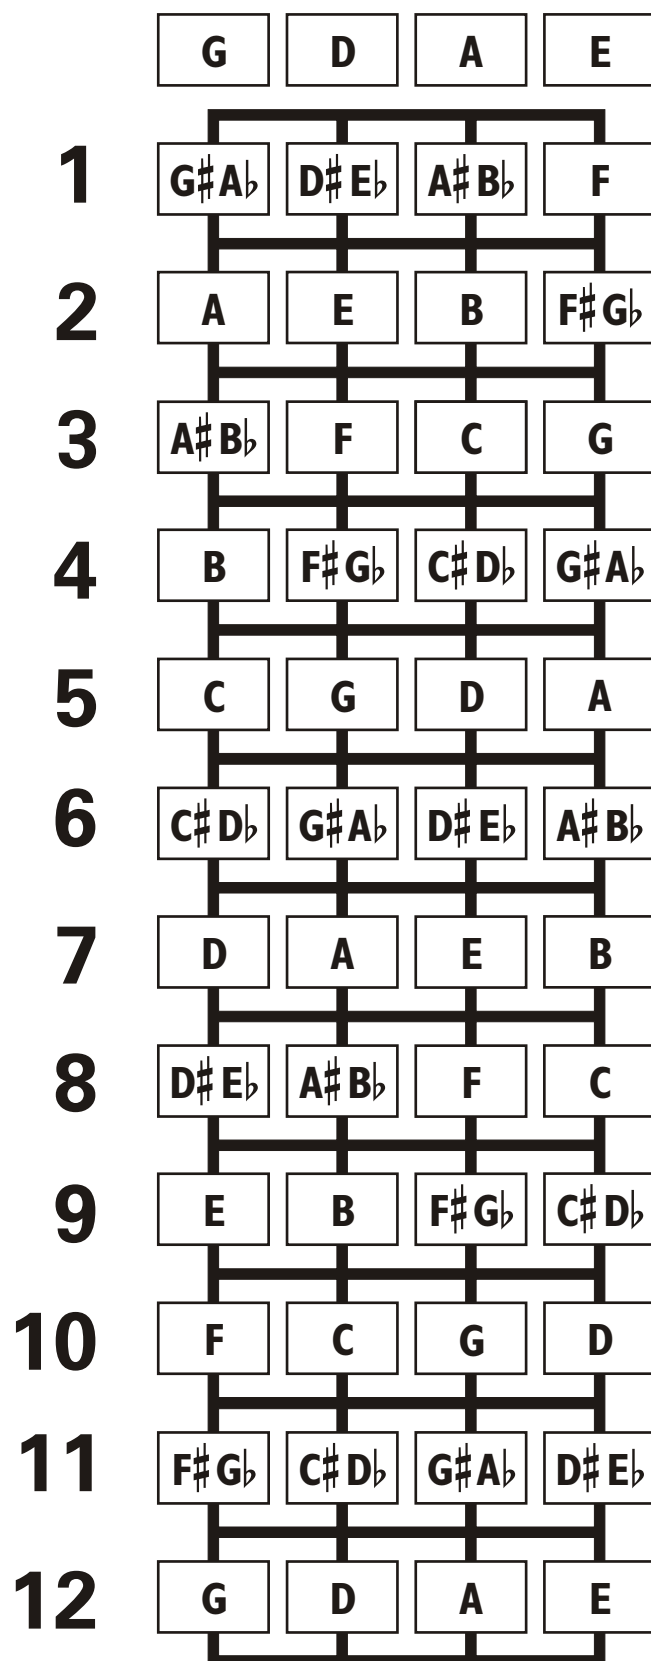 G D A E
1 G♯A♭ D♯E♭ A♯B♭ F
2 A E B F♯G♭
3 A♯B♭ F C G
4 B F♯G♭ C♯D♭ G♯A♭
5 C G D A
6 C♯D♭ G♯A♭ D♯E♭ A♯B♭
7 D A E B
8 D♯E♭ A♯B♭ F C
9 E B F♯G♭ C♯D♭
10 F C G D
11 F♯G♭ C♯D♭ G♯A♭ D♯E♭
12 G D A E